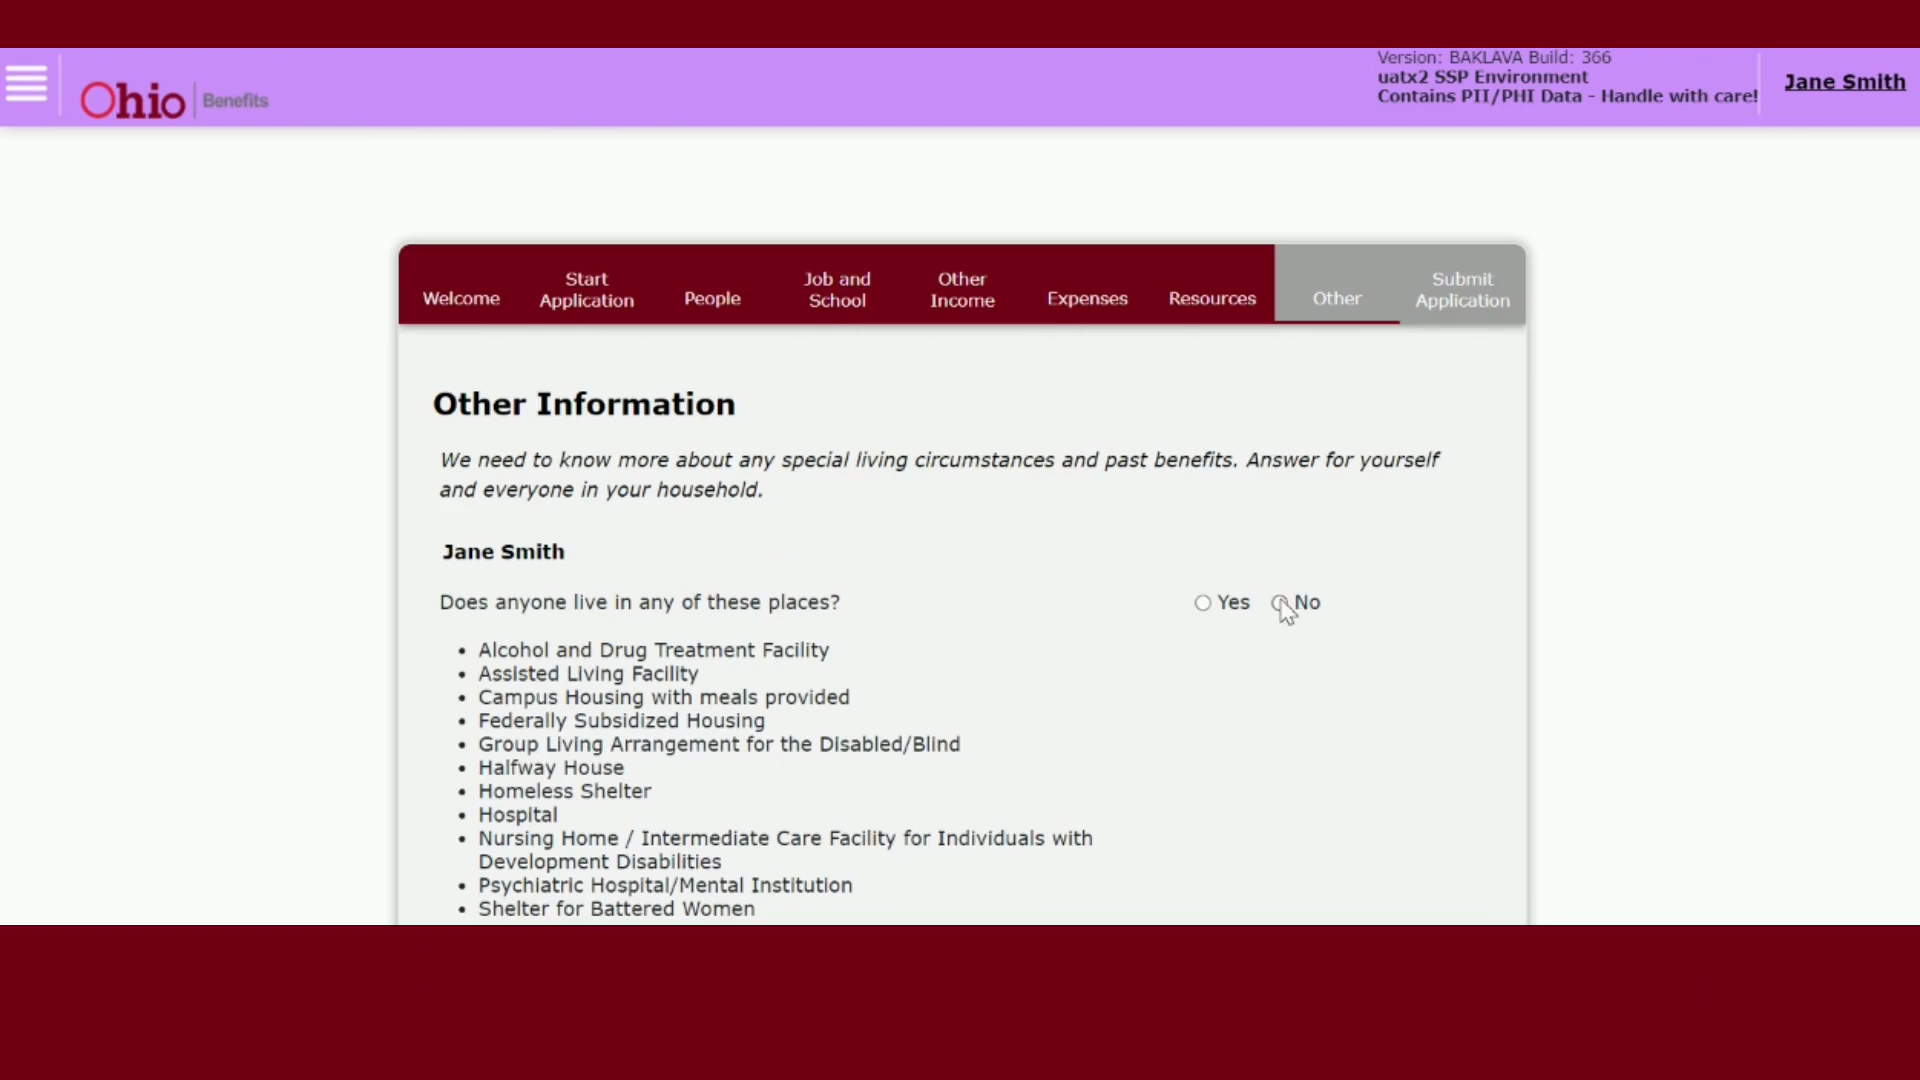 Version: BAKLAVA Build: 366
uatx2 SSP Environment
Contains PII/PHI Data - Handle with care!
Jane Smith
Ohio Benefits
Welcome
Start
Application
People
Job and
School
Other
Income
Expenses
Resources
Other
Submit
Application
Other Information
We need to know more about any special living circumstances and past benefits. Answer for yourself
and everyone in your household.
Jane Smith
Does anyone live in any of these places? Yes No
• Alcohol and Drug Treatment Facility
• Assisted Living Facility
• Campus Housing with meals provided
• Federally Subsidized Housing
• Group Living Arrangement for the Disabled/Blind
• Halfway House
• Homeless Shelter
• Hospital
• Nursing Home / Intermediate Care Facility for Individuals with
Development Disabilities
• Psychiatric Hospital/Mental Institution
• Shelter for Battered Women